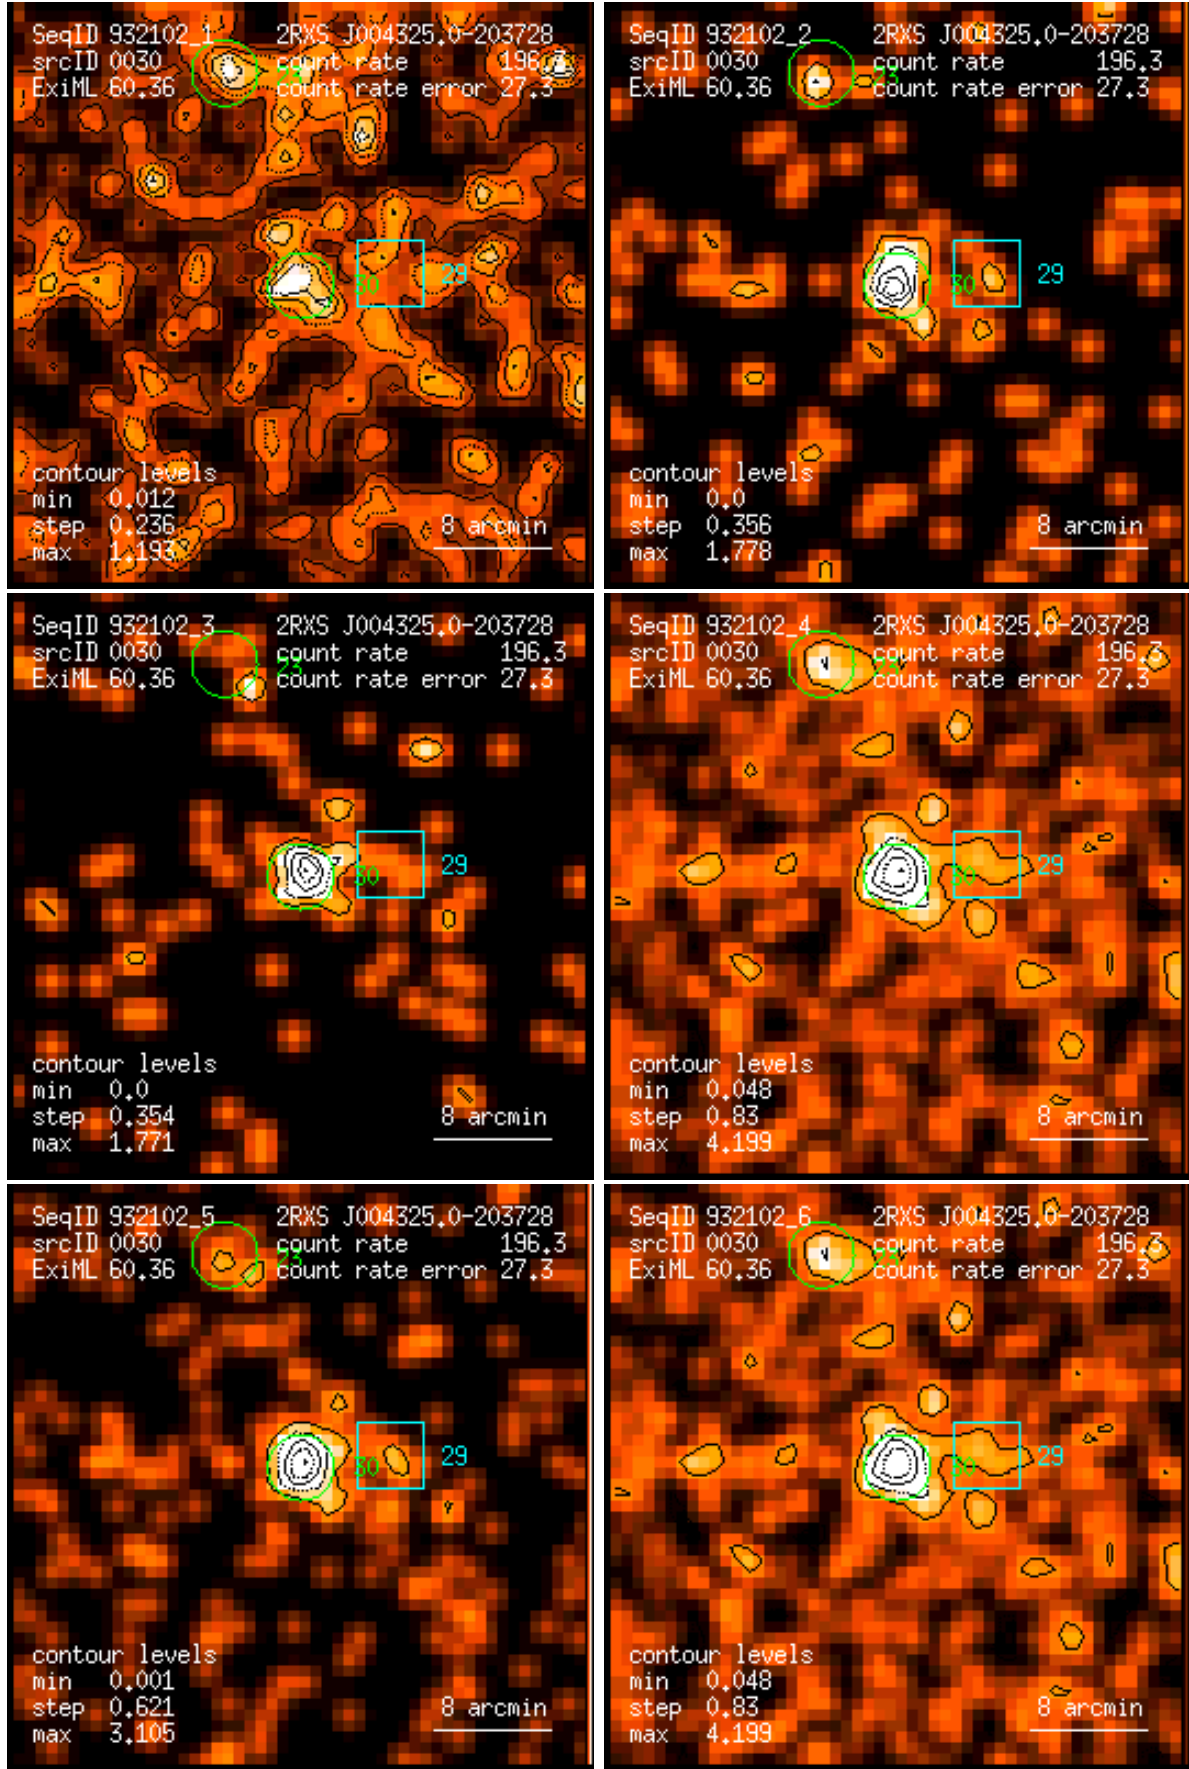 SeqID 932102_1 2RXS J004325.0-203728
srcID 0030 count rate 196.3
ExiML 60.36 23 count rate error 27.3
30 29
contour levels
min 0.012
step 0.236 8 arcmin
max 1.193
SeqID 932102_2 2RXS J004325.0-203728
srcID 0030 count rate 196.3
ExiML 60.36 23 count rate error 27.3
30 29
contour levels
min 0.0
step 0.356 8 arcmin
max 1.778
SeqID 932102_3 2RXS J004325.0-203728
srcID 0030 count rate 196.3
ExiML 60.36 23 count rate error 27.3
30 29
contour levels
min 0.0
step 0.354 8 arcmin
max 1.771
SeqID 932102_4 2RXS J004325.0-203728
srcID 0030 count rate 196.3
ExiML 60.36 23 count rate error 27.3
30 29
contour levels
min 0.048
step 0.83 8 arcmin
max 4.199
SeqID 932102_5 2RXS J004325.0-203728
srcID 0030 count rate 196.3
ExiML 60.36 23 count rate error 27.3
30 29
contour levels
min 0.001
step 0.621 8 arcmin
max 3.105
SeqID 932102_6 2RXS J004325.0-203728
srcID 0030 count rate 196.3
ExiML 60.36 23 count rate error 27.3
30 29
contour levels
min 0.048
step 0.83 8 arcmin
max 4.199